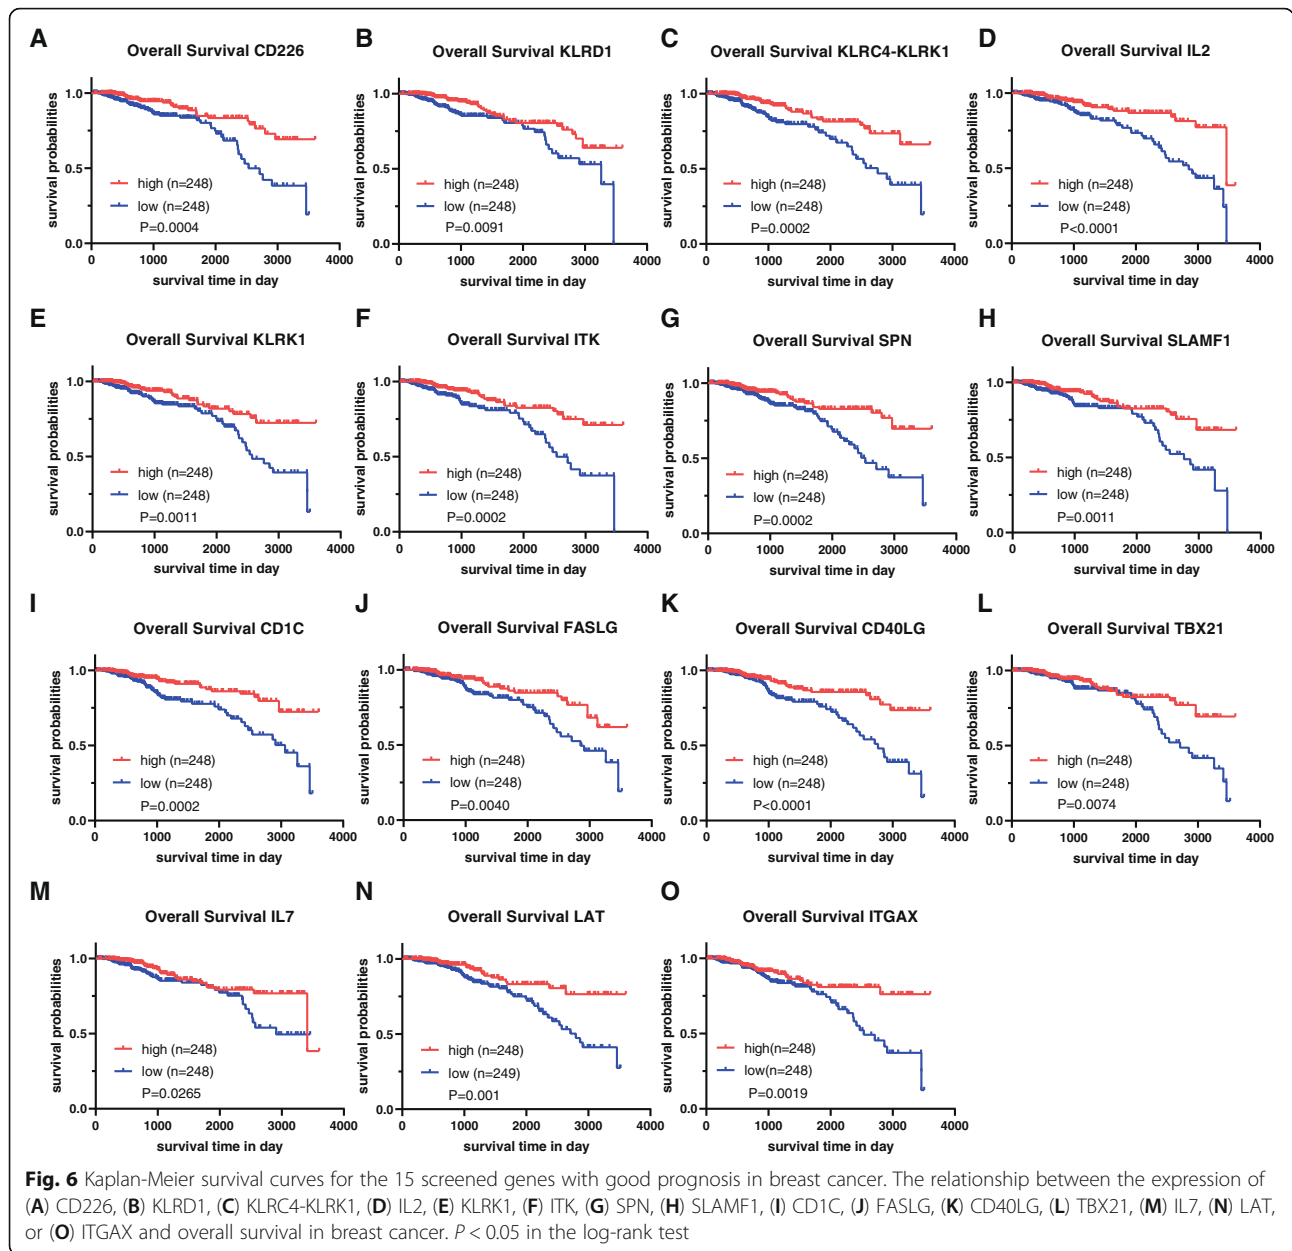 A
Overall Survival CD226
survival probabilities
1.0
0.5
0.0
high (n=248)
low (n=248)
P=0.0004
0 1000 2000 3000 4000
survival time in day
B
Overall Survival KLRD1
survival probabilities
1.0
0.5
0.0
high (n=248)
low (n=248)
P=0.0091
0 1000 2000 3000 4000
survival time in day
C
Overall Survival KLRC4-KLRK1
survival probabilities
1.0
0.5
0.0
high (n=248)
low (n=248)
P=0.0002
0 1000 2000 3000 4000
survival time in day
D
Overall Survival IL2
survival probabilities
1.0
0.5
0.0
high (n=248)
low (n=248)
P<0.0001
0 1000 2000 3000 4000
survival time in day
E
Overall Survival KLRK1
survival probabilities
1.0
0.5
0.0
high (n=248)
low (n=248)
P=0.0011
0 1000 2000 3000 4000
survival time in day
F
Overall Survival ITK
survival probabilities
1.0
0.5
0.0
high (n=248)
low (n=248)
P=0.0002
0 1000 2000 3000 4000
survival time in day
G
Overall Survival SPN
survival probabilities
1.0
0.5
0.0
high (n=248)
low (n=248)
P=0.0002
0 1000 2000 3000 4000
survival time in day
H
Overall Survival SLAMF1
survival probabilities
1.0
0.5
0.0
high (n=248)
low (n=248)
P=0.0011
0 1000 2000 3000 4000
survival time in day
I
Overall Survival CD1C
survival probabilities
1.0
0.5
0.0
high (n=248)
low (n=248)
P=0.0002
0 1000 2000 3000 4000
survival time in day
J
Overall Survival FASLG
survival probabilities
1.0
0.5
0.0
high (n=248)
low (n=248)
P=0.0040
0 1000 2000 3000 4000
survival time in day
K
Overall Survival CD40LG
survival probabilities
1.0
0.5
0.0
high (n=248)
low (n=248)
P<0.0001
0 1000 2000 3000 4000
survival time in day
L
Overall Survival TBX21
survival probabilities
1.0
0.5
0.0
high (n=248)
low (n=248)
P=0.0074
0 1000 2000 3000 4000
survival time in day
M
Overall Survival IL7
survival probabilities
1.0
0.5
0.0
high (n=248)
low (n=248)
P=0.0265
0 1000 2000 3000 4000
survival time in day
N
Overall Survival LAT
survival probabilities
1.0
0.5
0.0
high (n=248)
low (n=249)
P=0.001
0 1000 2000 3000 4000
survival time in day
O
Overall Survival ITGAX
survival probabilities
1.0
0.5
0.0
high(n=248)
low(n=248)
P=0.0019
0 1000 2000 3000 4000
survival time in day
Fig. 6 Kaplan-Meier survival curves for the 15 screened genes with good prognosis in breast cancer. The relationship between the expression of
(A) CD226, (B) KLRD1, (C) KLRC4-KLRK1, (D) IL2, (E) KLRK1, (F) ITK, (G) SPN, (H) SLAMF1, (I) CD1C, (J) FASLG, (K) CD40LG, (L) TBX21, (M) IL7, (N) LAT,
or (O) ITGAX and overall survival in breast cancer. P < 0.05 in the log-rank test